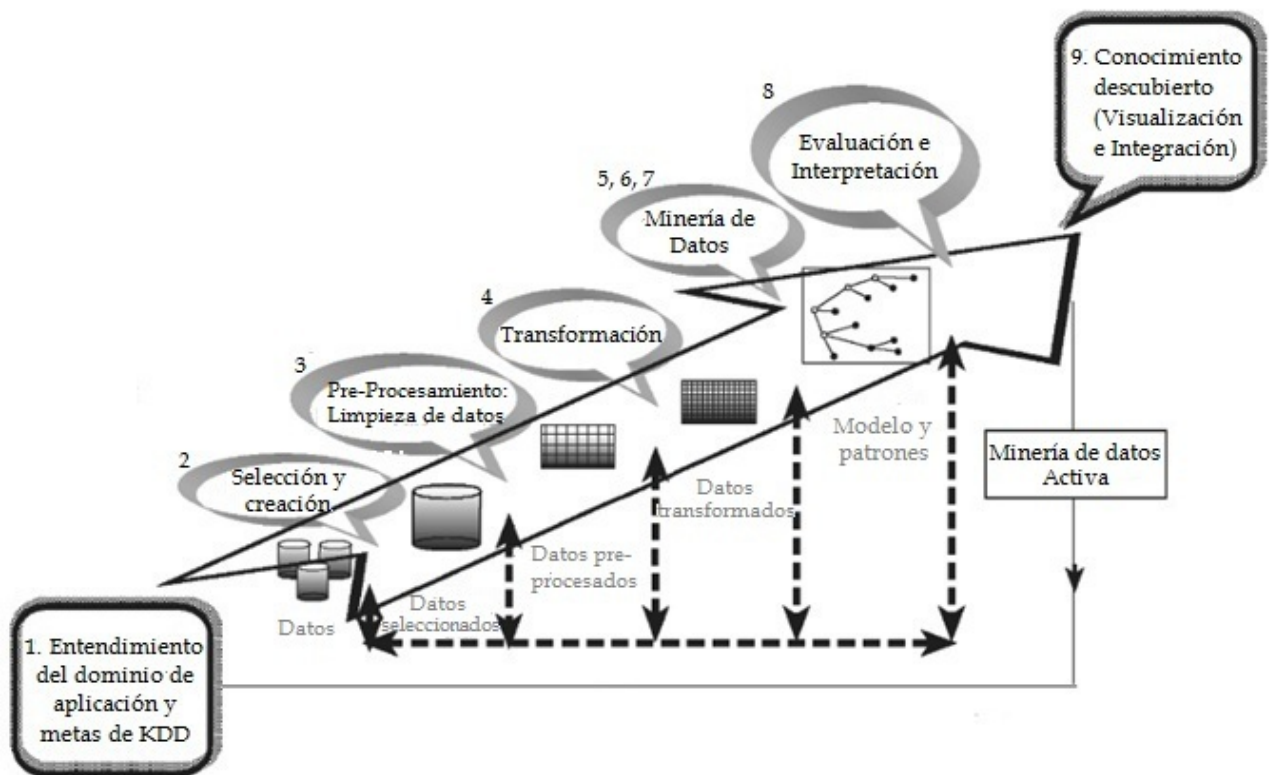 1. Entendimiento
del dominio de
aplicación y
metas de KDD
2
Selección y
creación
3
Pre-Procesamiento:
Limpieza de datos
4
Transformación
5, 6, 7
Minería de
Datos
8
Evaluación e
Interpretación
9. Conocimiento
descubierto
(Visualización
e Integración)
Datos
Datos
seleccionados
Datos pre-
priocesados
Datos
transformados
Modelo y
patrones
Minería de datos
Activa